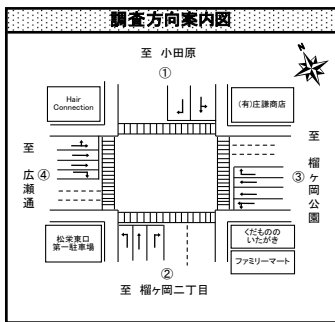 調査方向案内図
至 小田原
①
N
Hair
Connection
(有)庄謙商店
至 広瀬通
④
③
至 榴ヶ岡公園
松栄東口
第一駐車場
②
くだものの
いたがき
ファミリーマート
至 榴ヶ岡二丁目